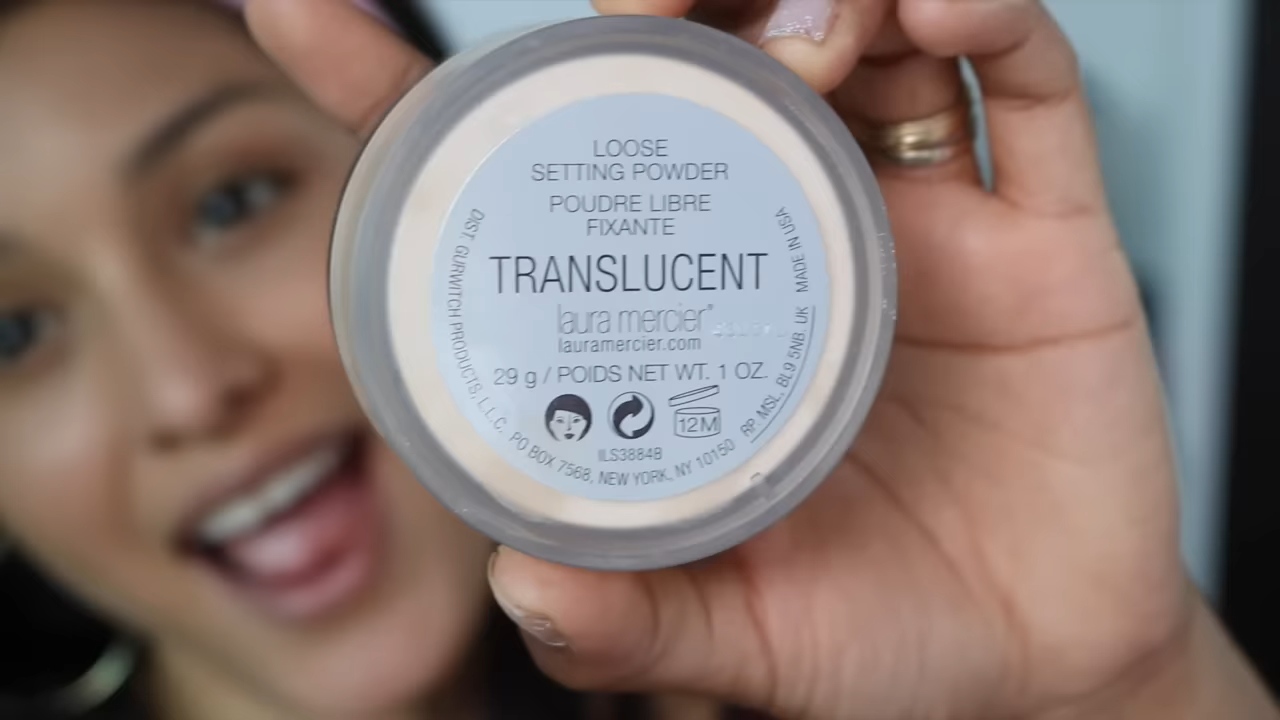 LOOSE
SETTING POWDER
POUDRE LIBRE
FIXANTE
TRANSLUCENT
laura mercier®
lauramercier.com
29 g / POIDS NET WT. 1 OZ.
12M
ILS3884B
DIST. GURWITCH PRODUCTS, L.L.C. PO BOX 7568, NEW YORK, NY 10150 RP. MSL, BL9 5NB. UK MADE IN USA